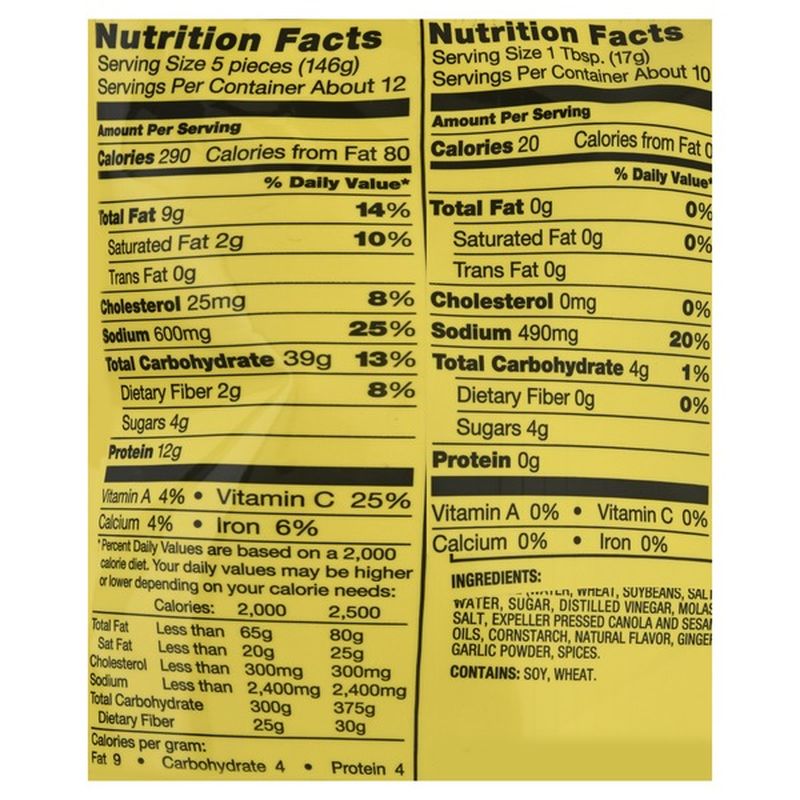 Nutrition Facts
Serving Size 5 pieces (146g)
Servings Per Container About 12
Amount Per Serving
Calories 290 Calories from Fat 80
% Daily Value*
Total Fat 9g 14%
Saturated Fat 2g 10%
Trans Fat 0g
Cholesterol 25mg 8%
Sodium 600mg 25%
Total Carbohydrate 39g 13%
Dietary Fiber 2g 8%
Sugars 4g
Protein 12g
Vitamin A 4% • Vitamin C 25%
Calcium 4% • Iron 6%
*Percent Daily Values are based on a 2,000
calorie diet. Your daily values may be higher
or lower depending on your calorie needs:
Calories: 2,000 2,500
Total Fat Less than 65g 80g
Sat Fat Less than 20g 25g
Cholesterol Less than 300mg 300mg
Sodium Less than 2,400mg 2,400mg
Total Carbohydrate 300g 375g
Dietary Fiber 25g 30g
Calories per gram:
Fat 9 • Carbohydrate 4 • Protein 4
Nutrition Facts
Serving Size 1 Tbsp. (17g)
Servings Per Container About 10
Amount Per Serving
Calories 20 Calories from Fat 0
% Daily Value*
Total Fat 0g 0%
Saturated Fat 0g 0%
Trans Fat 0g
Cholesterol 0mg 0%
Sodium 490mg 20%
Total Carbohydrate 4g 1%
Dietary Fiber 0g 0%
Sugars 4g
Protein 0g
Vitamin A 0% • Vitamin C 0%
Calcium 0% • Iron 0%
INGREDIENTS:
WHEAT, SOYBEANS, SALT
WATER, SUGAR, DISTILLED VINEGAR, MOLAS
SALT, EXPELLER PRESSED CANOLA AND SESAM
OILS, CORNSTARCH, NATURAL FLAVOR, GINGER
GARLIC POWDER, SPICES.
CONTAINS: SOY, WHEAT.